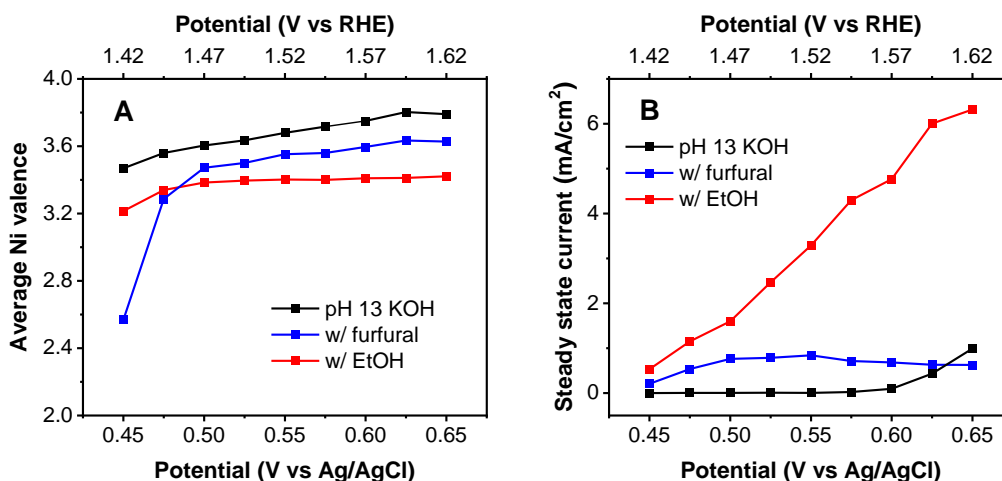 Potential (V vs RHE)
1.42 1.47 1.52 1.57 1.62
4.0
3.6
3.2
2.8
2.4
2.0
Average Ni valence
A
pH 13 KOH
w/ furfural
w/ EtOH
0.45 0.50 0.55 0.60 0.65
Potential (V vs Ag/AgCl)
Potential (V vs RHE)
1.42 1.47 1.52 1.57 1.62
6
4
2
0
Steady state current (mA/cm²)
B
pH 13 KOH
w/ furfural
w/ EtOH
0.45 0.50 0.55 0.60 0.65
Potential (V vs Ag/AgCl)